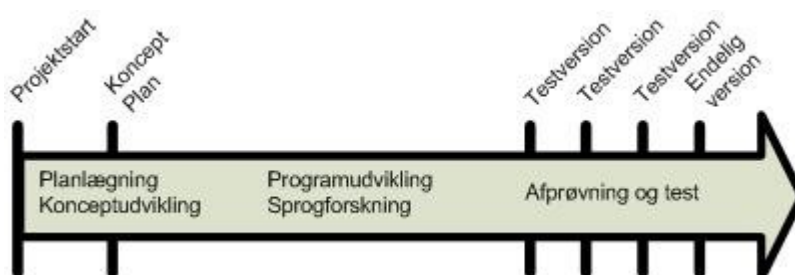 Projektstart
Koncept
Plan
Testversion
Testversion
Testversion
Endelig
version
Planlægning
Konceptudvikling
Programudvikling
Sprogforskning
Afprøvning og test